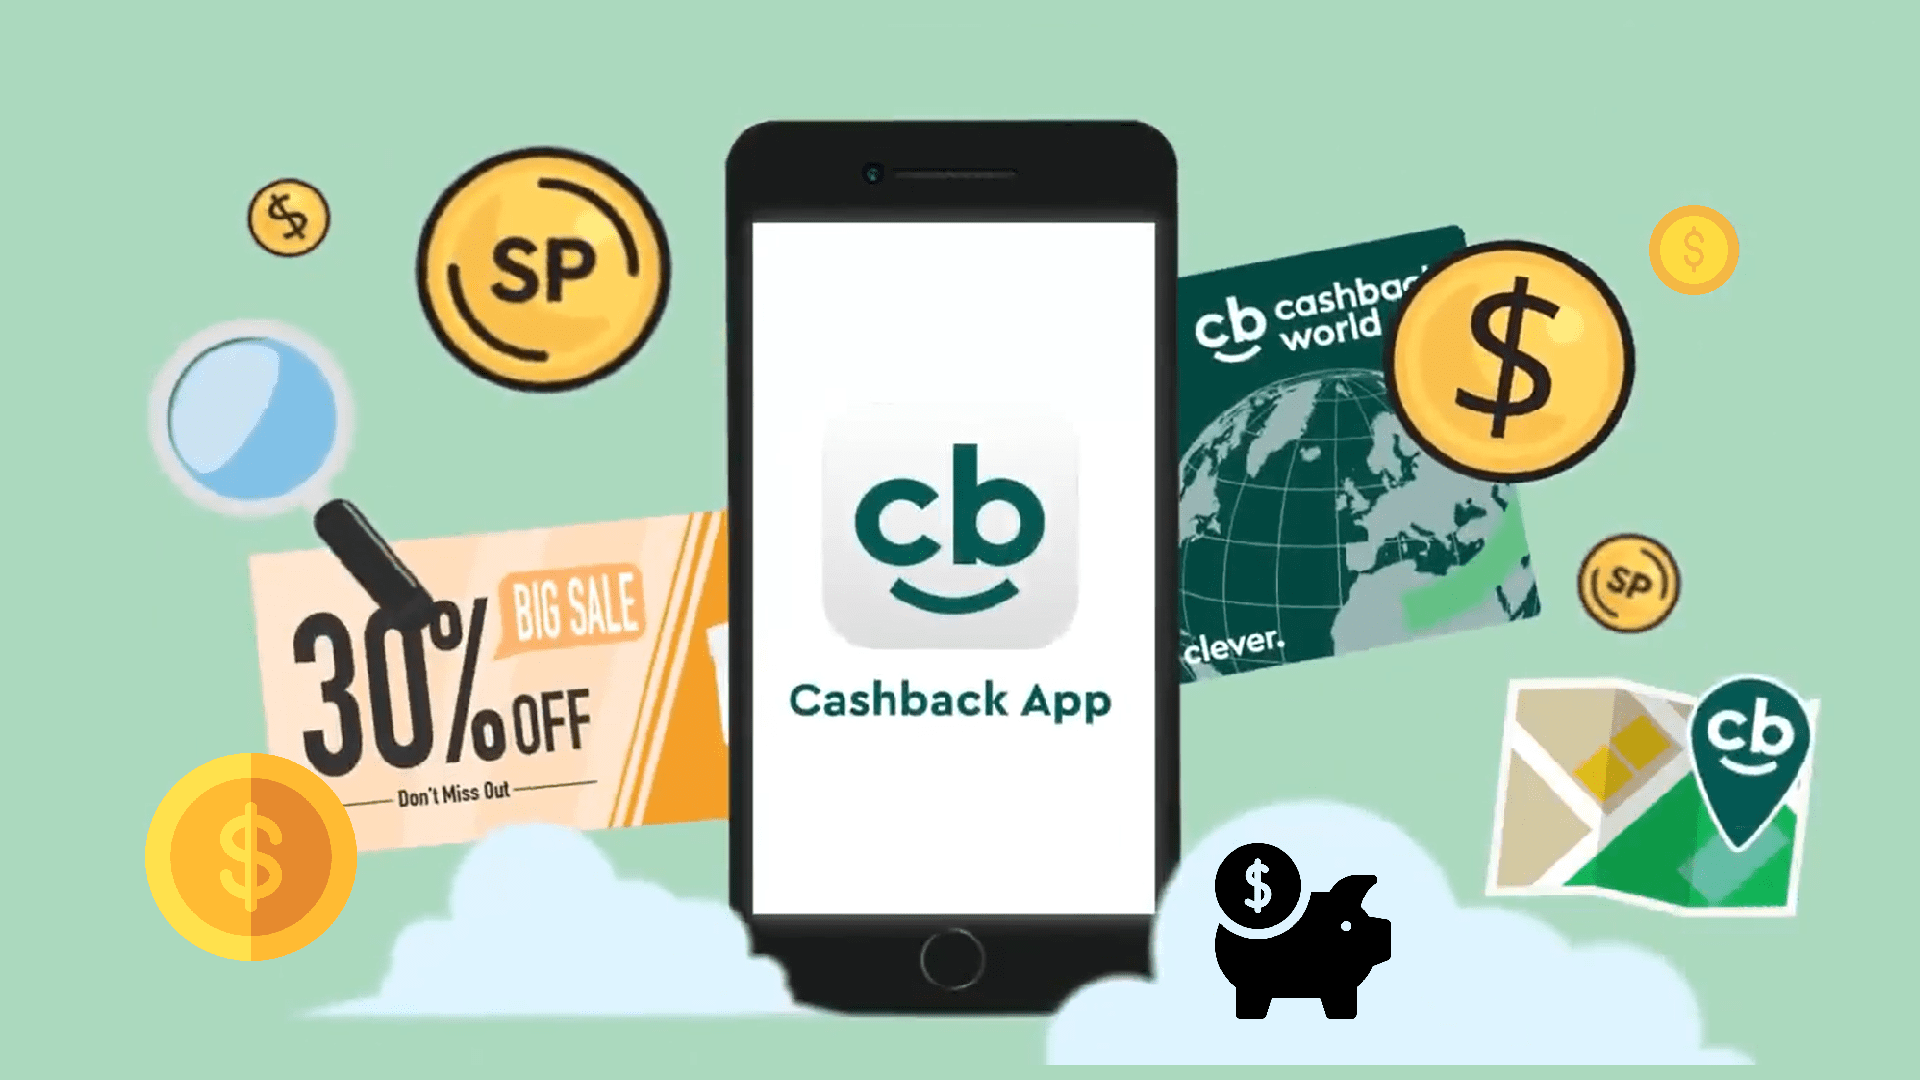 $
SP
$
cb cashbac
world
$
cb
SP
30% BIG SALE
OFF
Don't Miss Out
clever.
Cashback App
cb
$
$